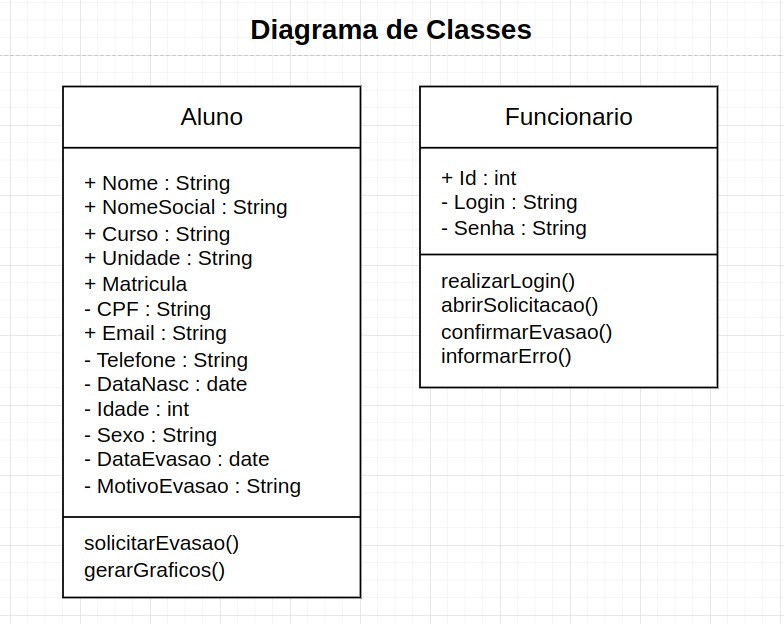 Diagrama de Classes
Aluno
+ Nome : String
+ NomeSocial : String
+ Curso : String
+ Unidade : String
+ Matricula
- CPF : String
+ Email : String
- Telefone : String
- DataNasc : date
- Idade : int
- Sexo : String
- DataEvasao : date
- MotivoEvasao : String
solicitarEvasao()
gerarGraficos()
Funcionario
+ Id : int
- Login : String
- Senha : String
realizarLogin()
abrirSolicitacao()
confirmarEvasao()
informarErro()